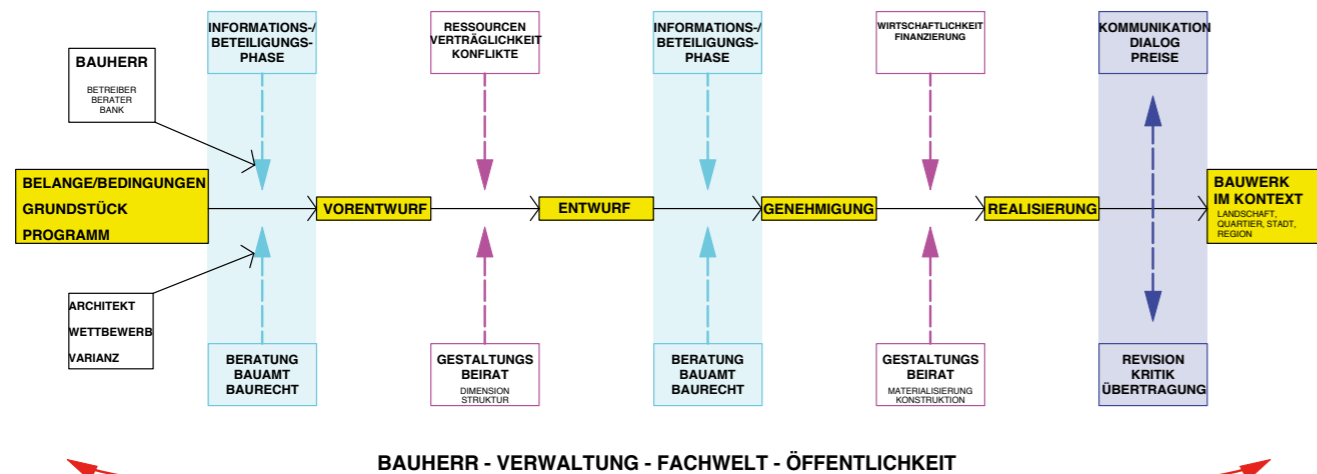 INFORMATIONS-/
BETEILIGUNGS-
PHASE
RESSOURCEN
VERTRÄGLICHKEIT
KONFLIKTE
INFORMATIONS-/
BETEILIGUNGS-
PHASE
WIRTSCHAFTLICHKEIT
FINANZIERUNG
KOMMUNIKATION
DIALOG
PREISE
BAUHERR
BETREIBER
BERATER
BANK
BELANGE/BEDINGUNGEN
GRUNDSTÜCK
PROGRAMM
VORENTWURF
ENTWURF
GENEHMIGUNG
REALISIERUNG
BAUWERK
IM KONTEXT
LANDSCHAFT,
QUARTIER, STADT,
REGION
ARCHITEKT
WETTBEWERB
VARIANZ
BERATUNG
BAUAMT
BAURECHT
GESTALTUNGS
BEIRAT
DIMENSION
STRUKTUR
BERATUNG
BAUAMT
BAURECHT
GESTALTUNGS
BEIRAT
MATERIALISIERUNG
KONSTRUKTION
REVISION
KRITIK
ÜBERTRAGUNG
BAUHERR - VERWALTUNG - FACHWELT - ÖFFENTLICHKEIT